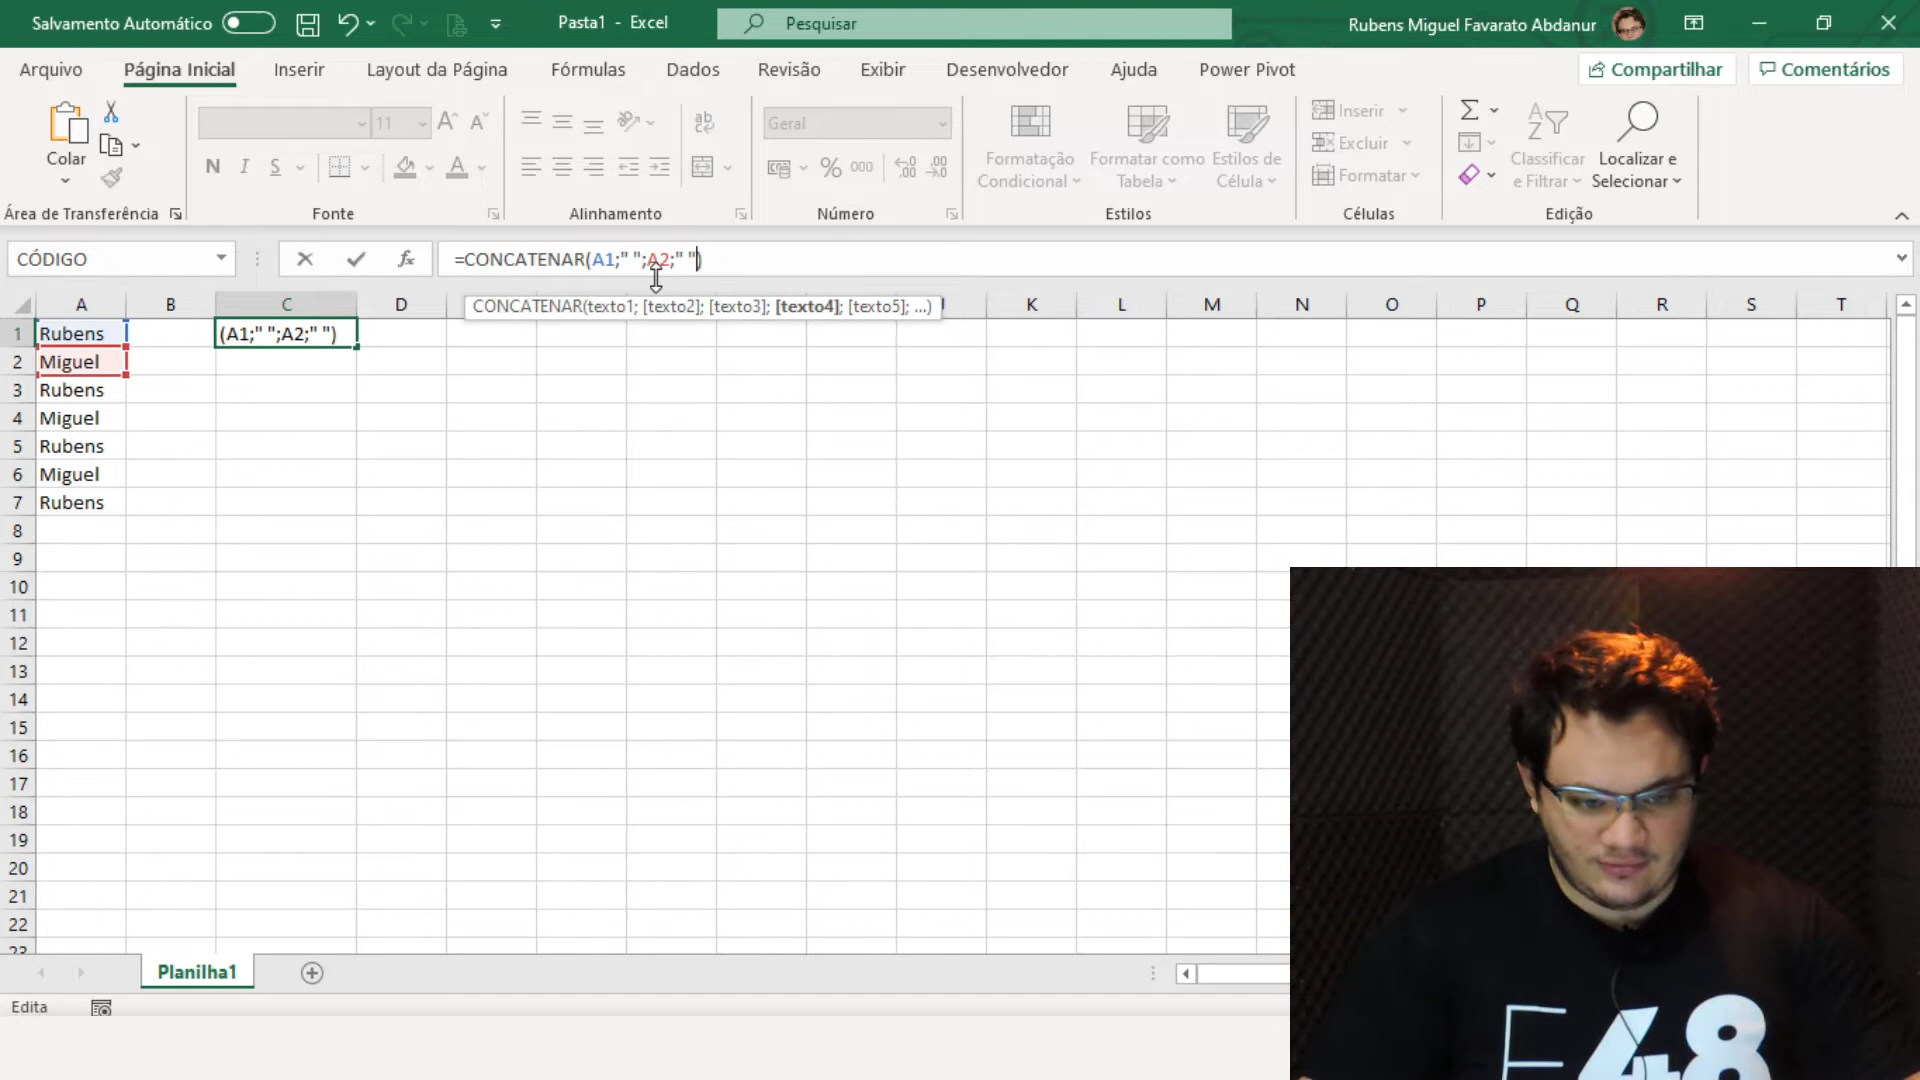 Salvamento Automático Pasta1 - Excel Pesquisar Rubens Miguel Favarato Abdanur
Arquivo Página Inicial Inserir Layout da Página Fórmulas Dados Revisão Exibir Desenvolvedor Ajuda Power Pivot Compartilhar Comentários
Colar
11
N I S
Geral
% 000
Formatação Condicional
Formatar como Tabela
Estilos de Célula
Inserir
Excluir
Formatar
Classificar e Filtrar
Localizar e Selecionar
Área de Transferência Fonte Alinhamento Número Estilos Células Edição
CÓDIGO fx =CONCATENAR(A1;" ";A2;" ")
CONCATENAR(texto1; [texto2]; [texto3]; [texto4]; [texto5]; ...)
A B C D K L M N O P Q R S T
1 Rubens (A1;" ";A2;" ")
2 Miguel
3 Rubens
4 Miguel
5 Rubens
6 Miguel
7 Rubens
8
9
10
11
12
13
14
15
16
17
18
19
20
21
22
23
Planilha1
Edita
E48